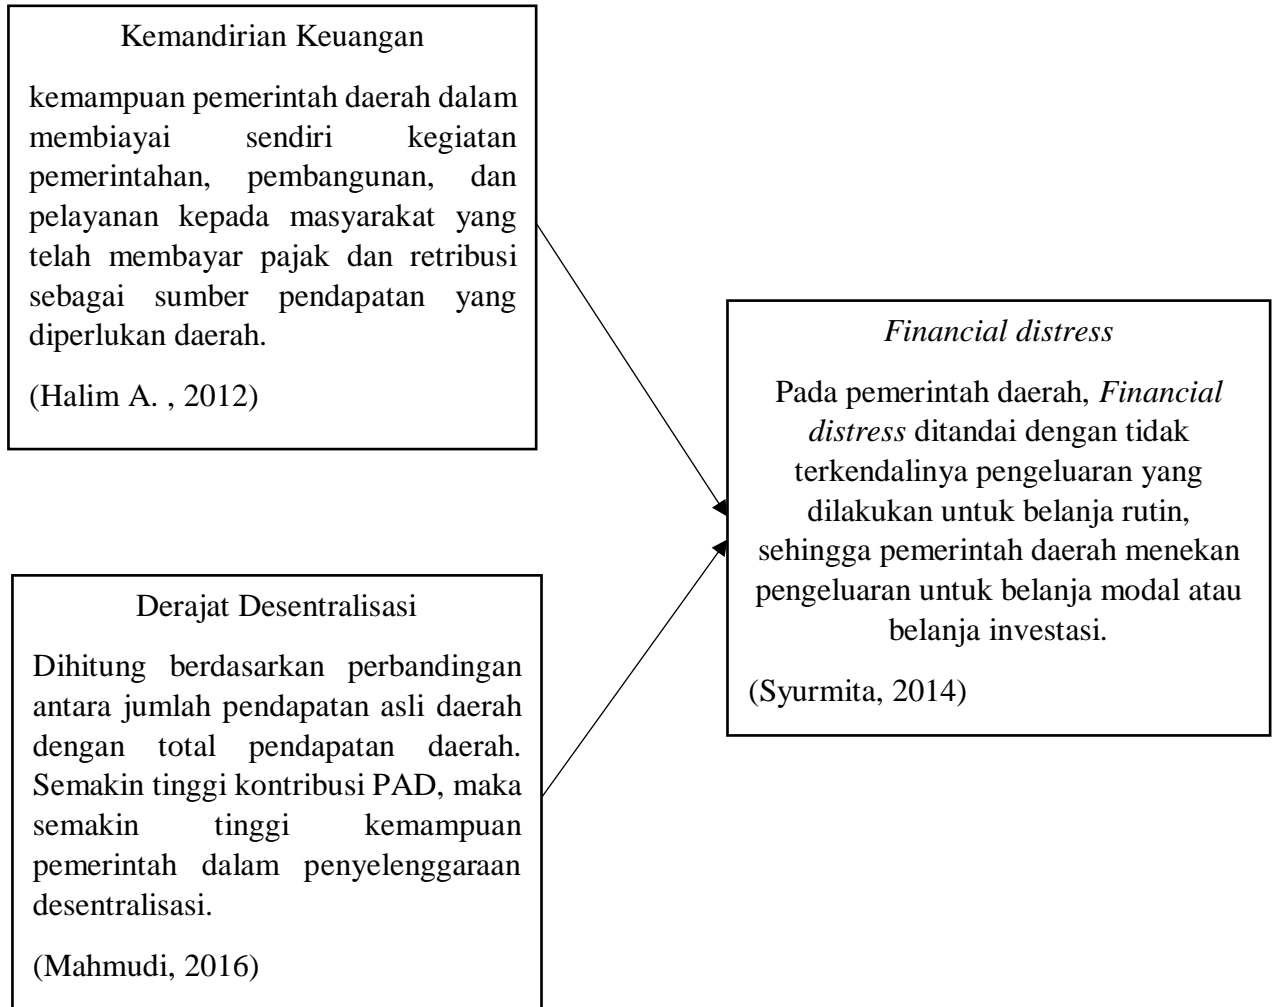 Kemandirian Keuangan
kemampuan pemerintah daerah dalam
membiayai sendiri kegiatan
pemerintahan, pembangunan, dan
pelayanan kepada masyarakat yang
telah membayar pajak dan retribusi
sebagai sumber pendapatan yang
diperlukan daerah.
(Halim A. , 2012)
Derajat Desentralisasi
Dihitung berdasarkan perbandingan
antara jumlah pendapatan asli daerah
dengan total pendapatan daerah.
Semakin tinggi kontribusi PAD, maka
semakin tinggi kemampuan
pemerintah dalam penyelenggaraan
desentralisasi.
(Mahmudi, 2016)
Financial distress
Pada pemerintah daerah, Financial
distress ditandai dengan tidak
terkendalinya pengeluaran yang
dilakukan untuk belanja rutin,
sehingga pemerintah daerah menekan
pengeluaran untuk belanja modal atau
belanja investasi.
(Syurmita, 2014)